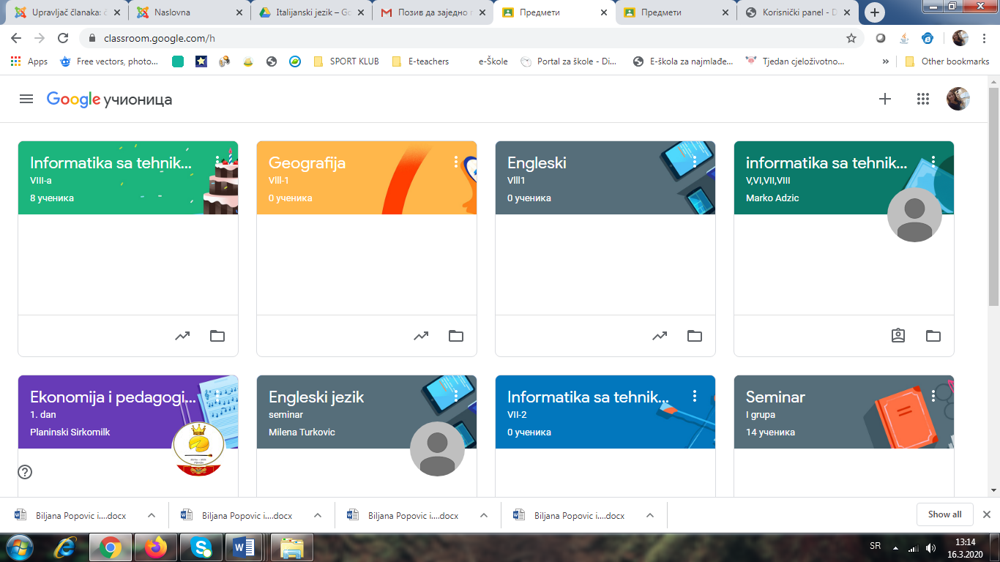 Upravljač članaka: č
Naslovna
Italijanski jezik – Go
Позив да заједно п
Предмети
Предмети
Korisnički panel - D
classroom.google.com/h
Apps
Free vectors, photo...
SPORT KLUB
E-teachers
e-Škole
Portal za škole - Di...
E-škola za najmlađe...
Tjedan cjeloživotno...
»
Other bookmarks
Google учионица
Informatika sa tehnik...
VIII-a
8 ученика
Geografija
VIII-1
0 ученика
Engleski
VIII1
0 ученика
informatika sa tehnik...
V,VI,VII,VIII
Marko Adzic
Ekonomija i pedagogi...
1. dan
Planinski Sirkomilk
Engleski jezik
seminar
Milena Turkovic
Informatika sa tehnik...
VII-2
0 ученика
Seminar
I grupa
14 ученика
Biljana Popovic i....docx
Biljana Popovic i....docx
Biljana Popovic i....docx
Biljana Popovic i....docx
Show all
SR
13:14
16.3.2020